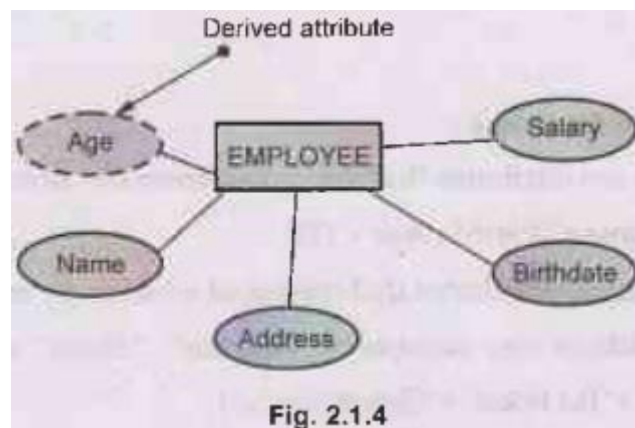 Derived attribute
Age
EMPLOYEE
Salary
Name
Birthdate
Address
Fig. 2.1.4